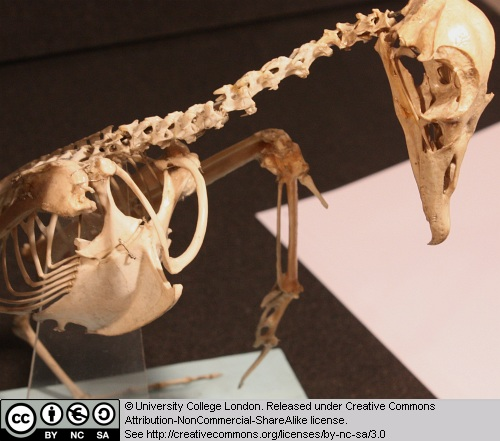 © University College London. Released under Creative Commons
Attribution-NonCommercial-ShareAlike license.
See http://creativecommons.org/licenses/by-nc-sa/3.0
cc BY NC SA